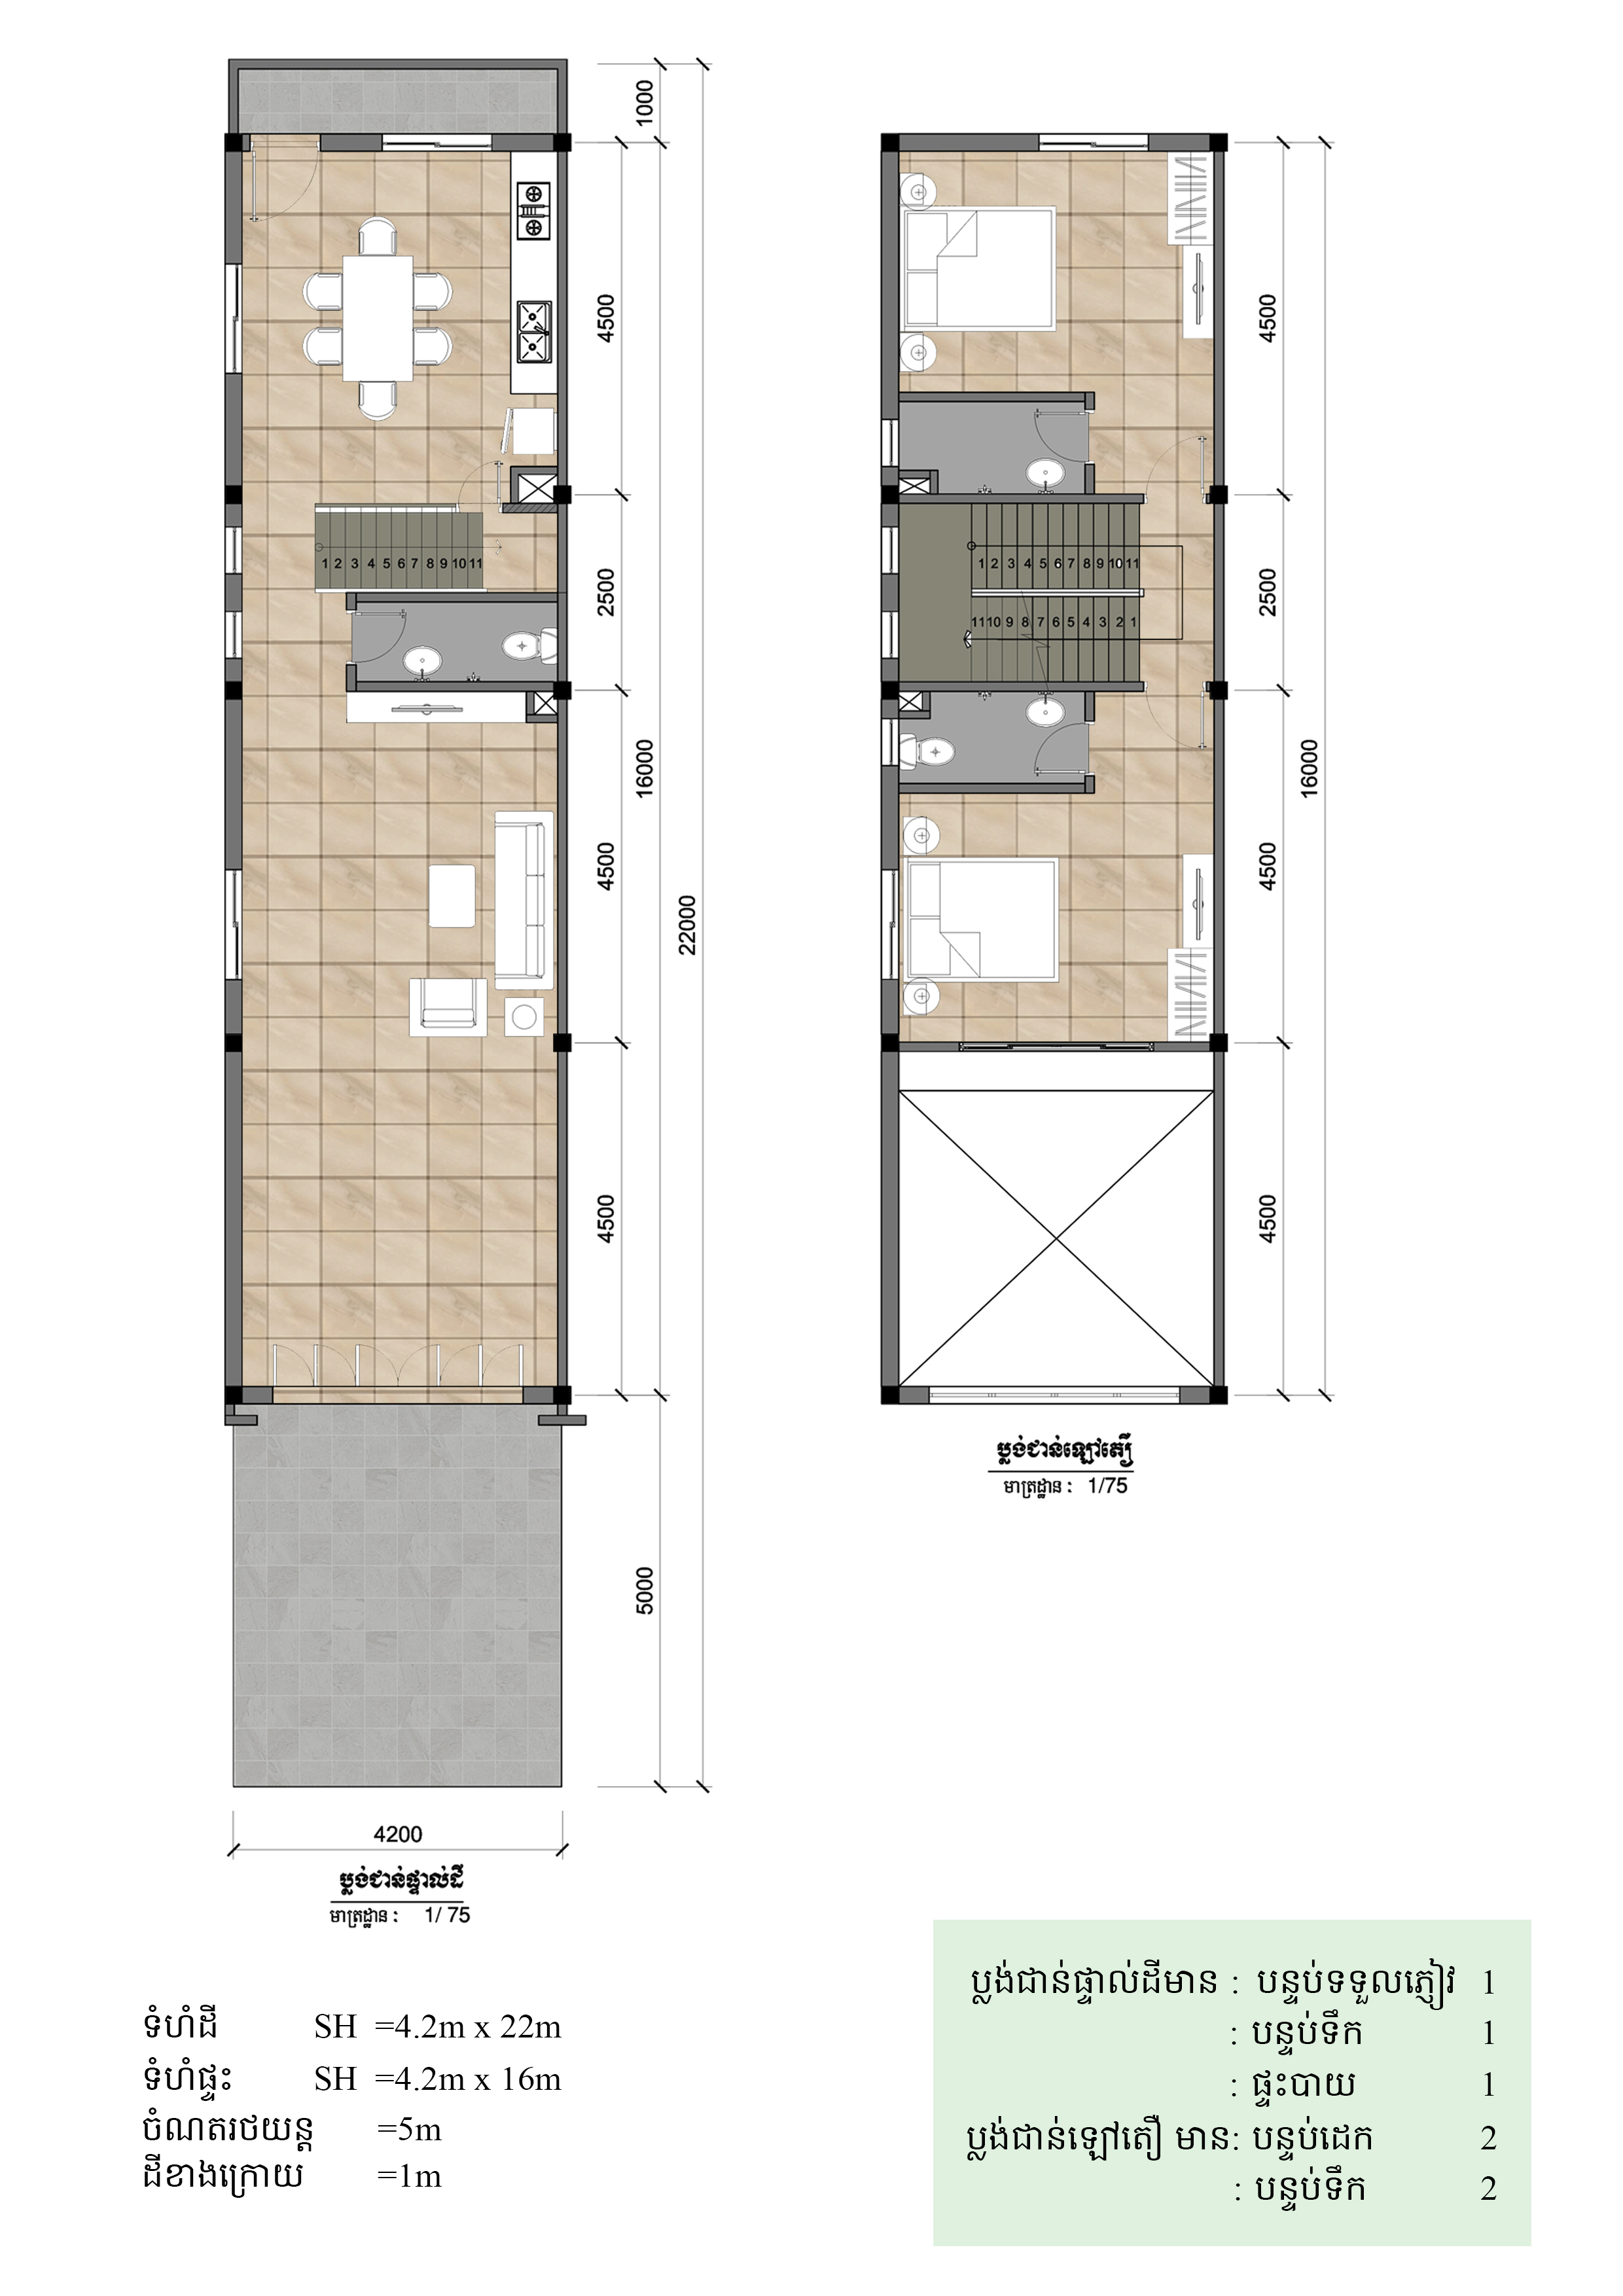 1000
4500
2500
16000
4500
22000
4500
5000
1 2 3 4 5 6 7 8 9 10 11
4200
ប្លង់ជាន់ផ្ទាល់ដី
មាត្រដ្ឋាន : 1/ 75
4500
2500
16000
4500
4500
1 2 3 4 5 6 7 8 9 10 11
11 10 9 8 7 6 5 4 3 2 1
ប្លង់ជាន់ឡៅតឿ
មាត្រដ្ឋាន : 1/75
ទំហំដី SH =4.2m x 22m
ទំហំផ្ទះ SH =4.2m x 16m
ចំណតរថយន្ត =5m
ដីខាងក្រោយ =1m
ប្លង់ជាន់ផ្ទាល់ដីមាន : បន្ទប់ទទួលភ្ញៀវ 1
: បន្ទប់ទឹក 1
: ផ្ទះបាយ 1
ប្លង់ជាន់ឡៅតឿ មាន: បន្ទប់ដេក 2
: បន្ទប់ទឹក 2